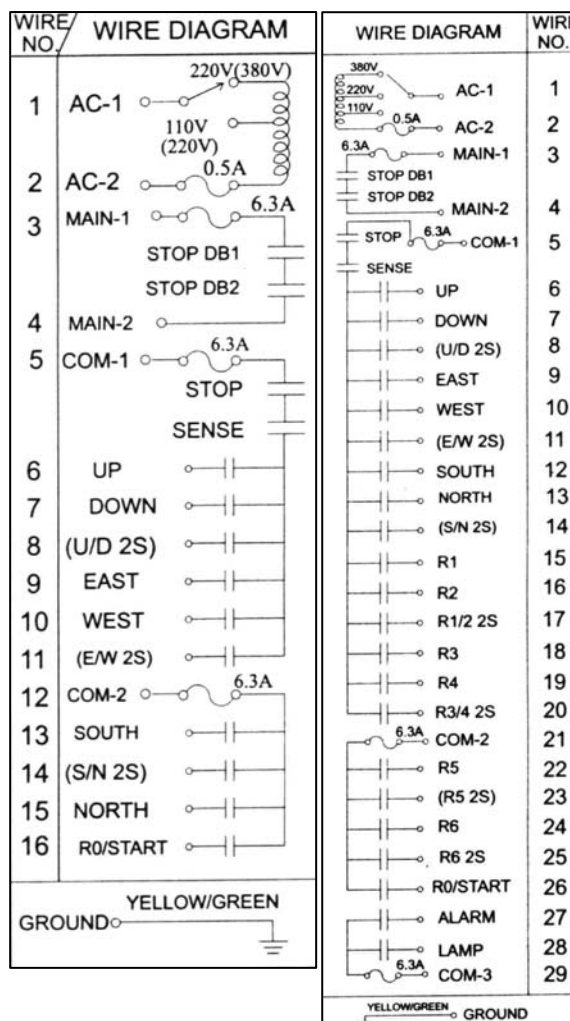 WIRE NO. WIRE DIAGRAM
220V(380V)
1 AC-1
110V
(220V)
0.5A
2 AC-2
6.3A
3 MAIN-1
STOP DB1
STOP DB2
4 MAIN-2
6.3A
5 COM-1
STOP
SENSE
6 UP
7 DOWN
8 (U/D 2S)
9 EAST
10 WEST
11 (E/W 2S)
12 COM-2 6.3A
13 SOUTH
14 (S/N 2S)
15 NORTH
16 R0/START
YELLOW/GREEN
GROUND
WIRE DIAGRAM WIRE NO.
380V
220V AC-1 1
110V
0.5A AC-2 2
6.3A MAIN-1 3
STOP DB1
STOP DB2
MAIN-2 4
STOP 6.3A COM-1 5
SENSE
UP 6
DOWN 7
(U/D 2S) 8
EAST 9
WEST 10
(E/W 2S) 11
SOUTH 12
NORTH 13
(S/N 2S) 14
R1 15
R2 16
R1/2 2S 17
R3 18
R4 19
R3/4 2S 20
6.3A COM-2 21
R5 22
(R5 2S) 23
R6 24
R6 2S 25
R0/START 26
ALARM 27
LAMP 28
6.3A COM-3 29
YELLOW/GREEN GROUND